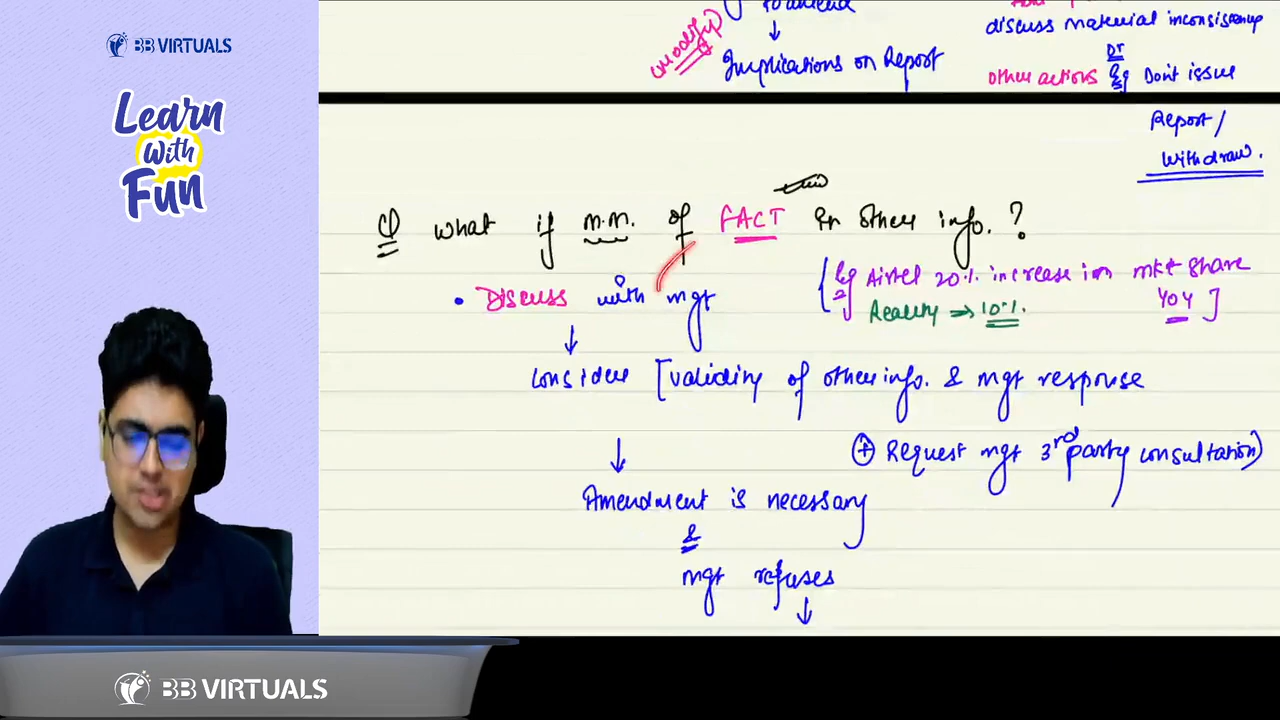 BB VIRTUALS
Learn
With
Fun
to amend
modify
Implications on Report
discuss material inconsistency
or
Other actions Eg Don't issue
Report /
Withdraw.
Q What if M.M. of FACT in other info. ?
• Discuss with mgt
{ Eg Airtel 20% increase in mkt share
YOY ]
Reality → 10%.
↓
Consider [validity of other info. & mgt response
⊕ Request mgt 3rd party consultation)
↓
Amendment is necessary
&
mgt refuses
↓
BB VIRTUALS